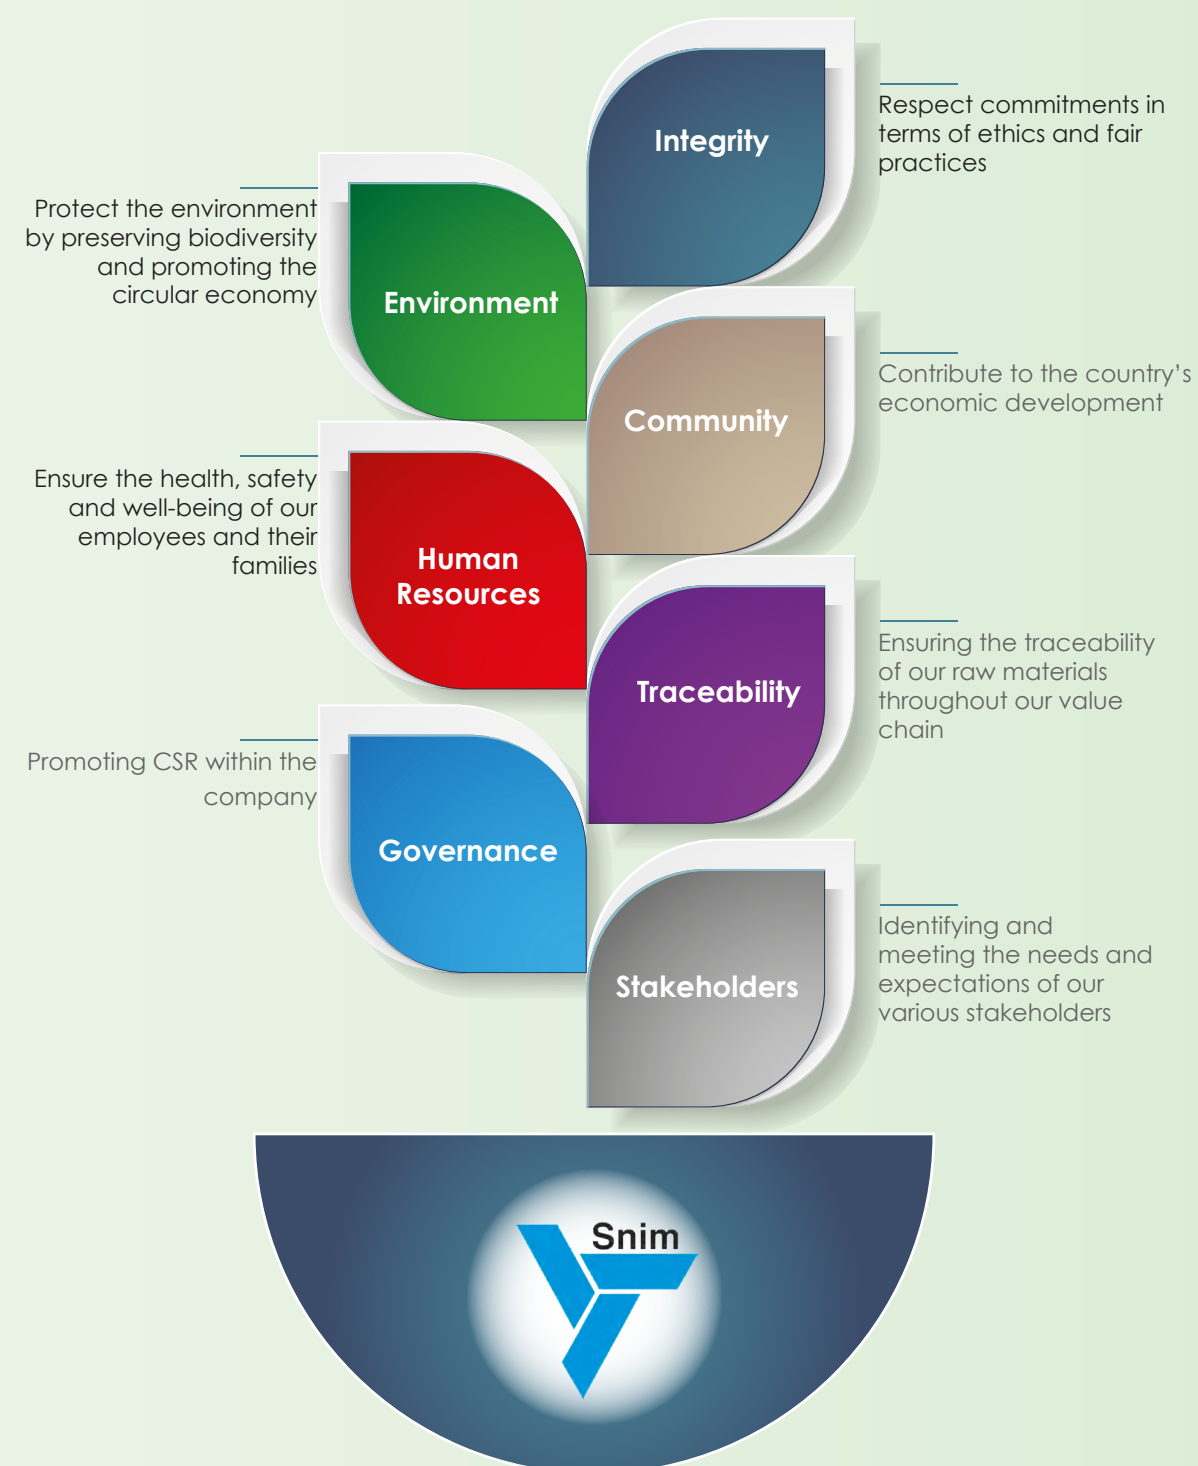 Integrity
Respect commitments in
terms of ethics and fair
practices
Protect the environment
by preserving biodiversity
and promoting the
circular economy
Environment
Community
Contribute to the country's
economic development
Ensure the health, safety
and well-being of our
employees and their
families
Human
Resources
Traceability
Ensuring the traceability
of our raw materials
throughout our value
chain
Promoting CSR within the
company
Governance
Stakeholders
Identifying and
meeting the needs and
expectations of our
various stakeholders
Snim